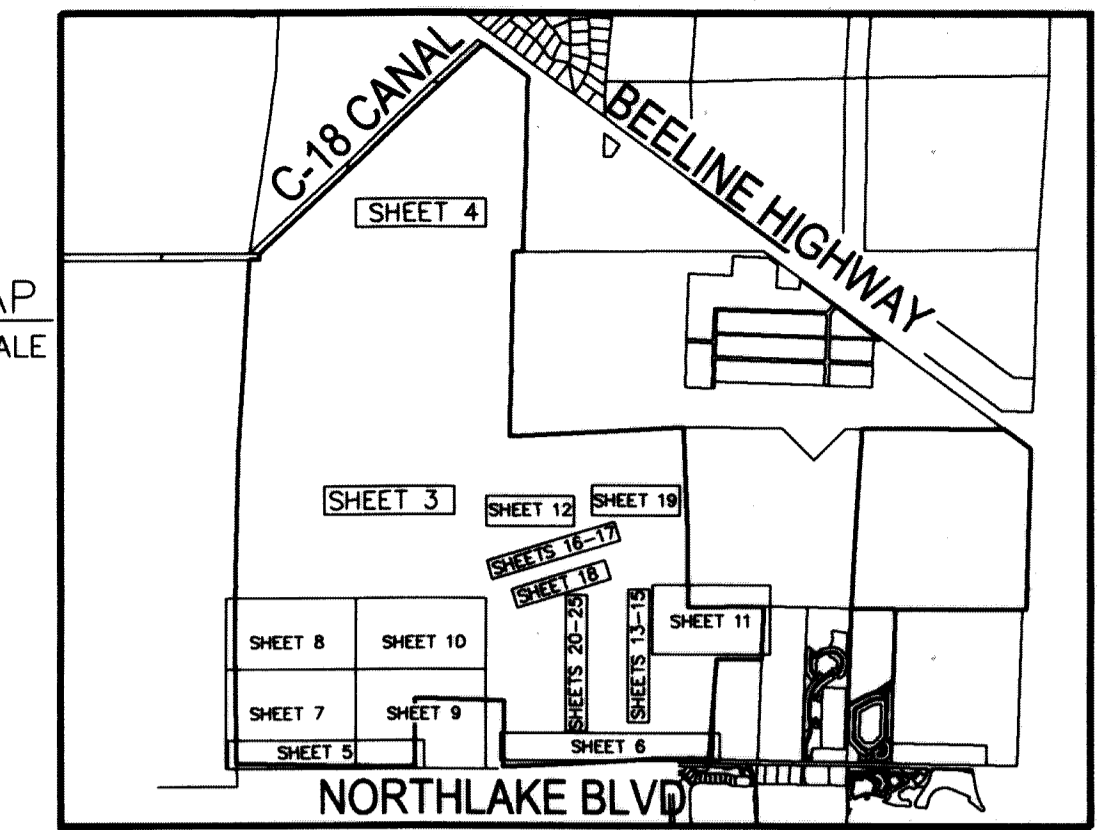 C-18 CANAL
BEELINE HIGHWAY
SHEET 4
AP
ALE
SHEET 3
SHEET 12
SHEET 19
SHEETS 16-17
SHEET 18
SHEETS 20-25
SHEETS 13-15
SHEET 11
SHEET 8
SHEET 10
SHEET 7
SHEET 9
SHEET 5
SHEET 6
NORTHLAKE BLVD